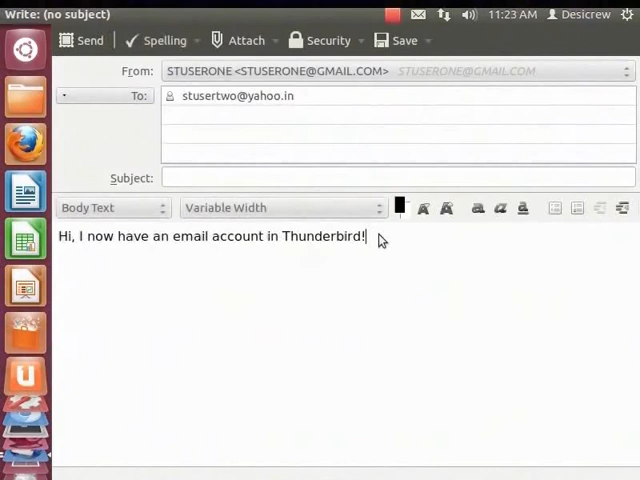 Write: (no subject)
11:23 AM Desicrew
Send Spelling Attach Security Save
From: STUSERONE <STUSERONE@GMAIL.COM> STUSERONE@GMAIL.COM
To: stusertwo@yahoo.in
Subject:
Body Text Variable Width
Hi, I now have an email account in Thunderbird!